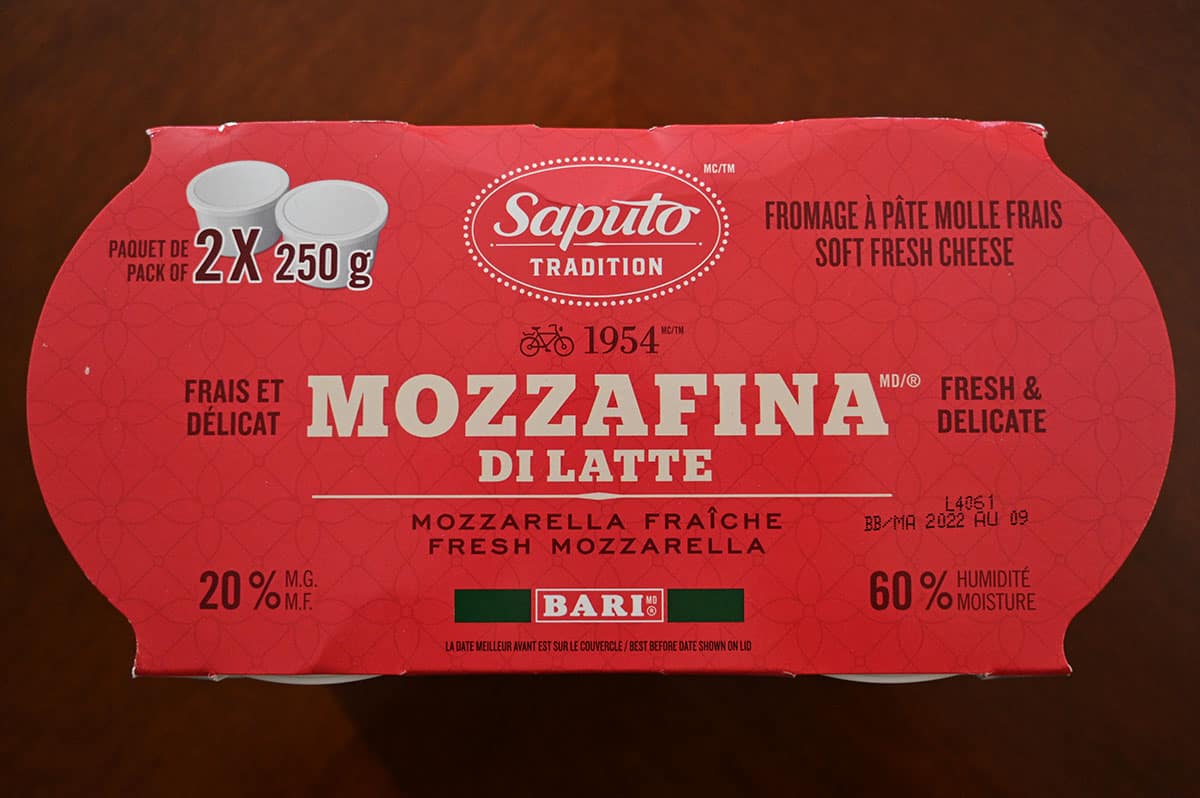 PAQUET DE
PACK OF
2X 250 g
Saputo MC/TM
TRADITION
FROMAGE À PÂTE MOLLE FRAIS
SOFT FRESH CHEESE
1954 MC/TM
FRAIS ET
DÉLICAT
MOZZAFINA MD/®
DI LATTE
FRESH &
DELICATE
MOZZARELLA FRAÎCHE
FRESH MOZZARELLA
L4061
BB/MA 2022 AU 09
20 % M.G.
M.F.
BARI MD
®
60 % HUMIDITÉ
MOISTURE
LA DATE MEILLEUR AVANT EST SUR LE COUVERCLE / BEST BEFORE DATE SHOWN ON LID